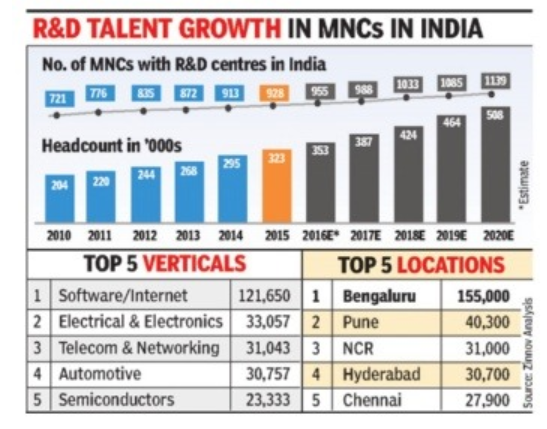 R&D TALENT GROWTH IN MNCs IN INDIA
No. of MNCs with R&D centres in India
721 776 835 872 913 928 955 988 1033 1085 1139
Headcount in '000s
204 220 244 268 295 323 353 387 424 464 508
*Estimate
2010 2011 2012 2013 2014 2015 2016E* 2017E 2018E 2019E 2020E
TOP 5 VERTICALS
1 Software/Internet 121,650
2 Electrical & Electronics 33,057
3 Telecom & Networking 31,043
4 Automotive 30,757
5 Semiconductors 23,333
TOP 5 LOCATIONS
1 Bengaluru 155,000
2 Pune 40,300
3 NCR 31,000
4 Hyderabad 30,700
5 Chennai 27,900
Source: Zinnov Analysis